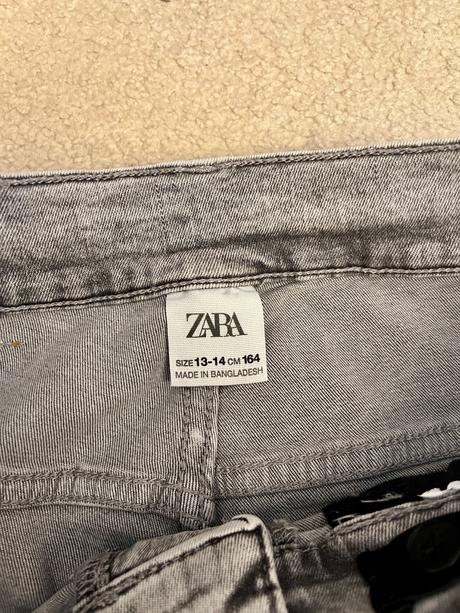 ZARA
SIZE 13-14 CM 164
MADE IN BANGLADESH